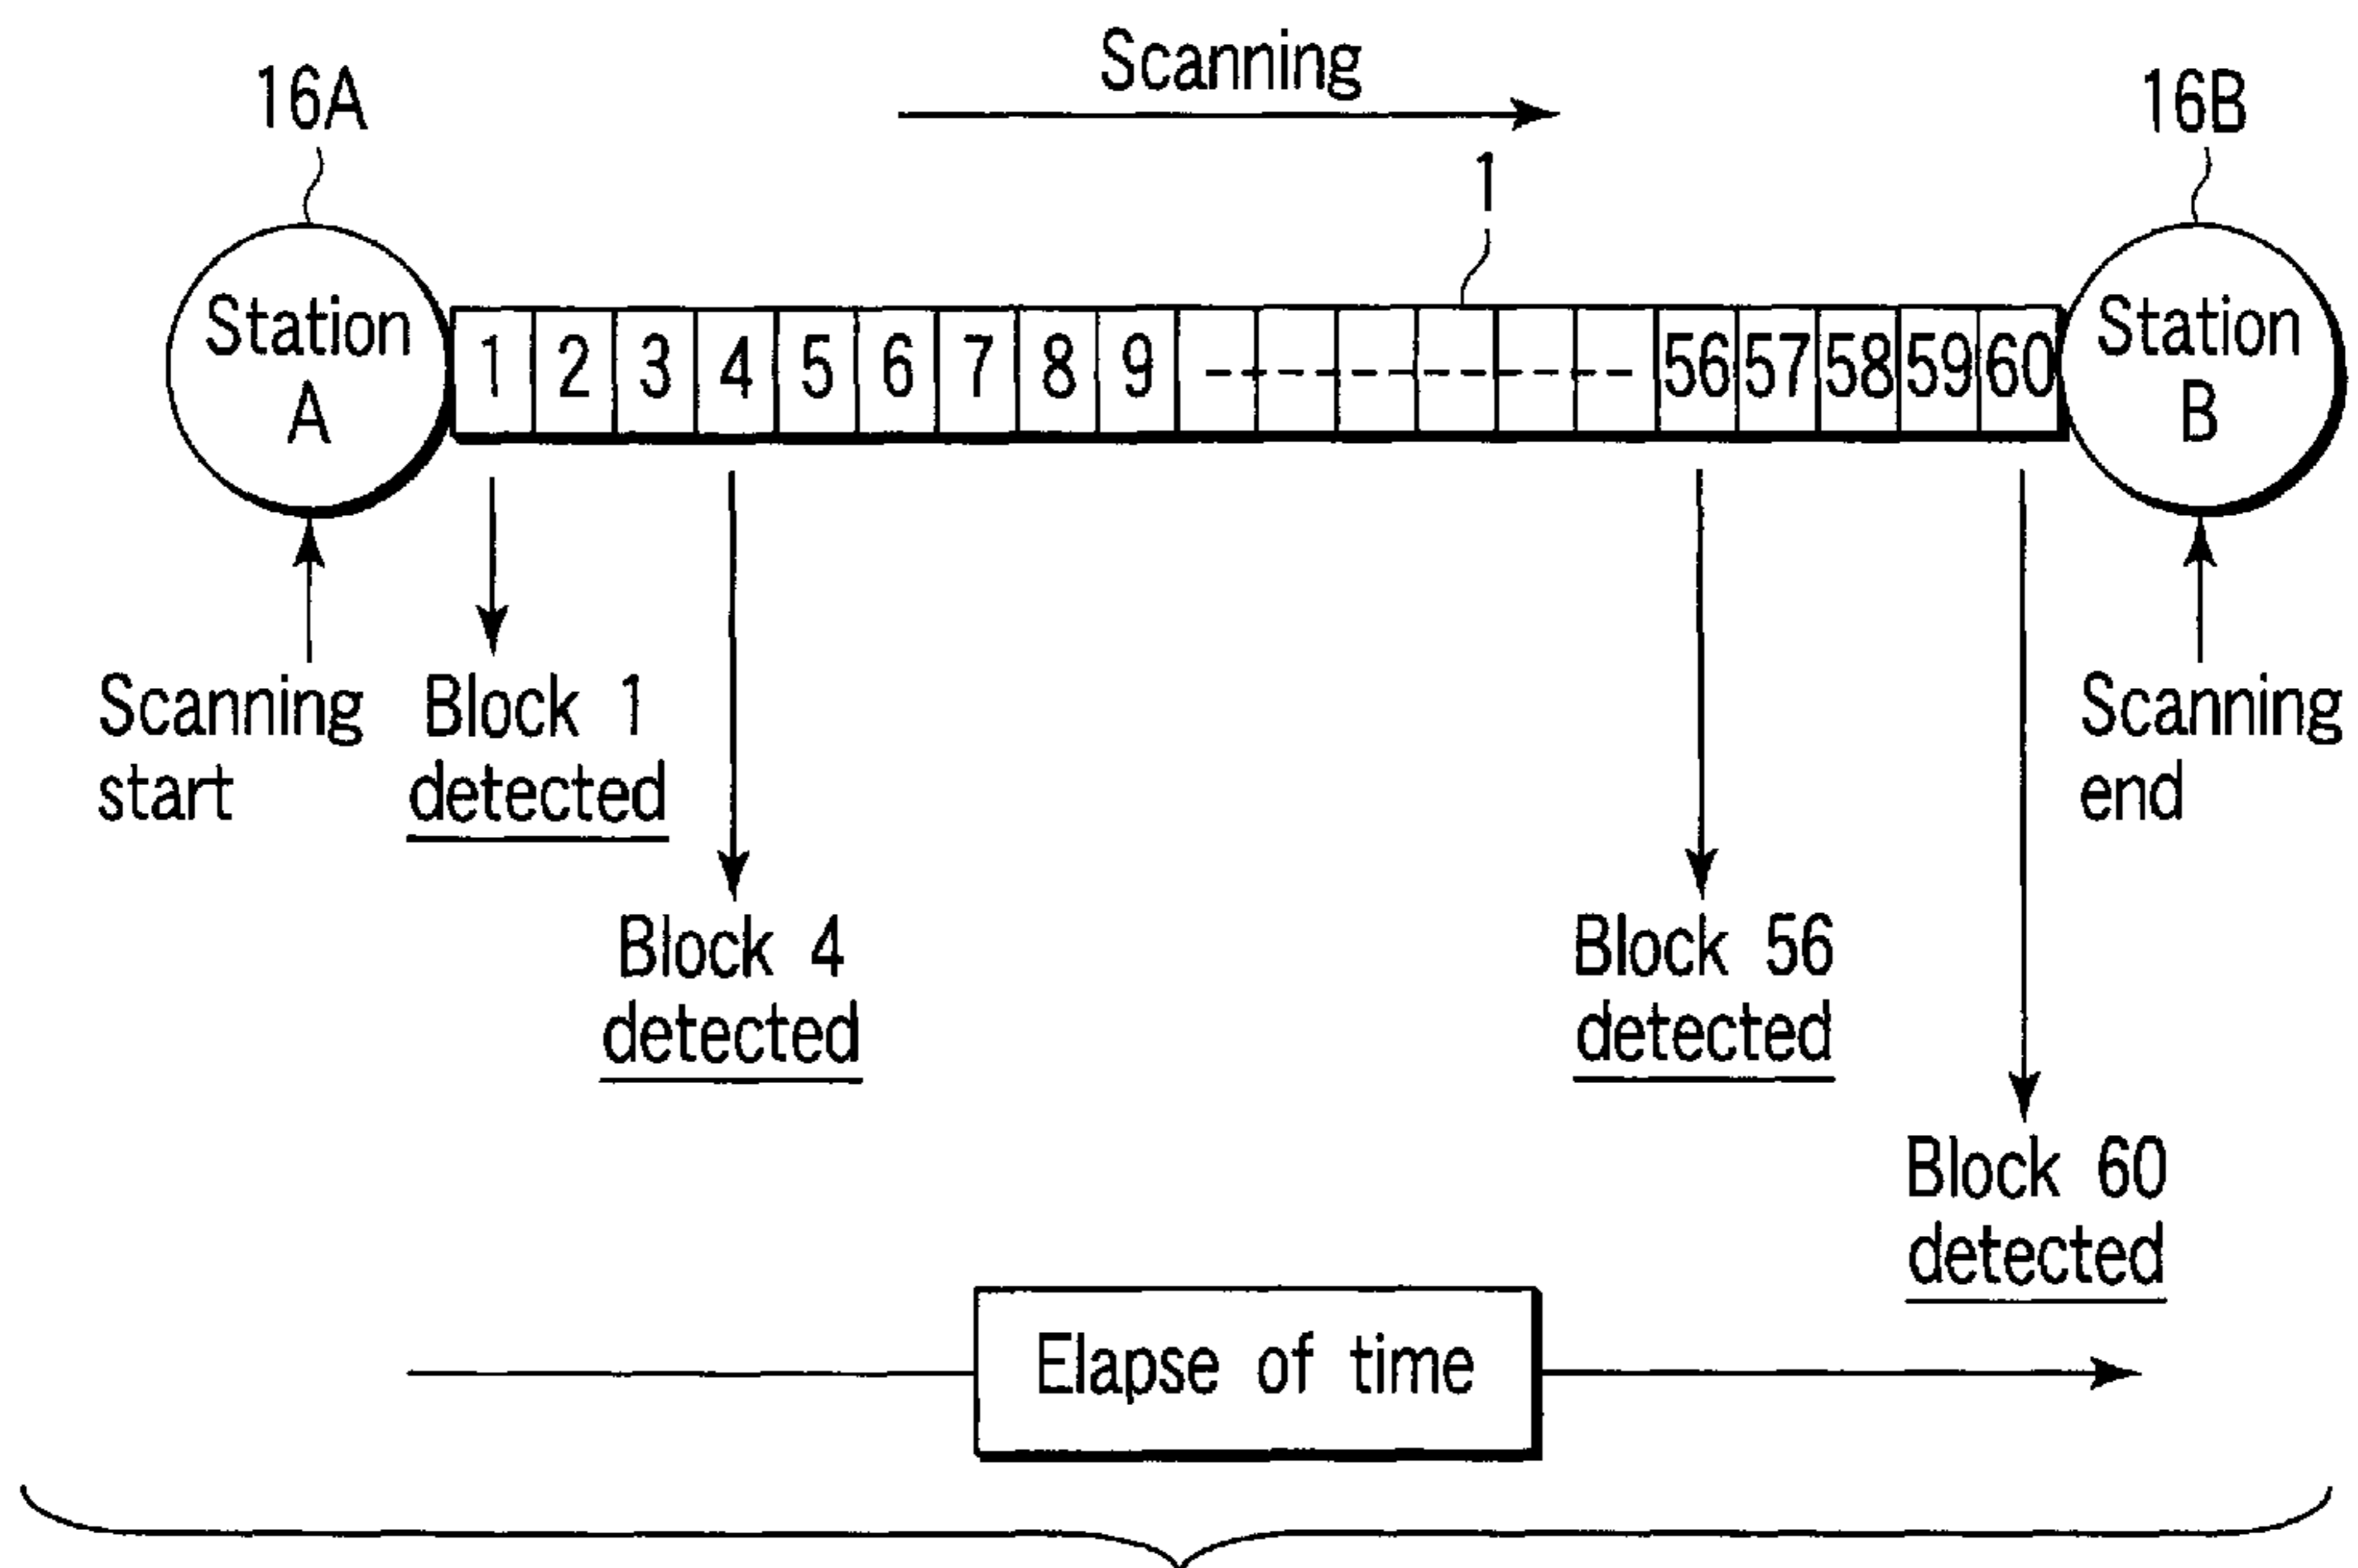 Scanning
16A
16B
1
Station
A
1 2 3 4 5 6 7 8 9 56 57 58 59 60
Station
B
Scanning
start
Block 1
detected
Scanning
end
Block 4
detected
Block 56
detected
Block 60
detected
Elapse of time